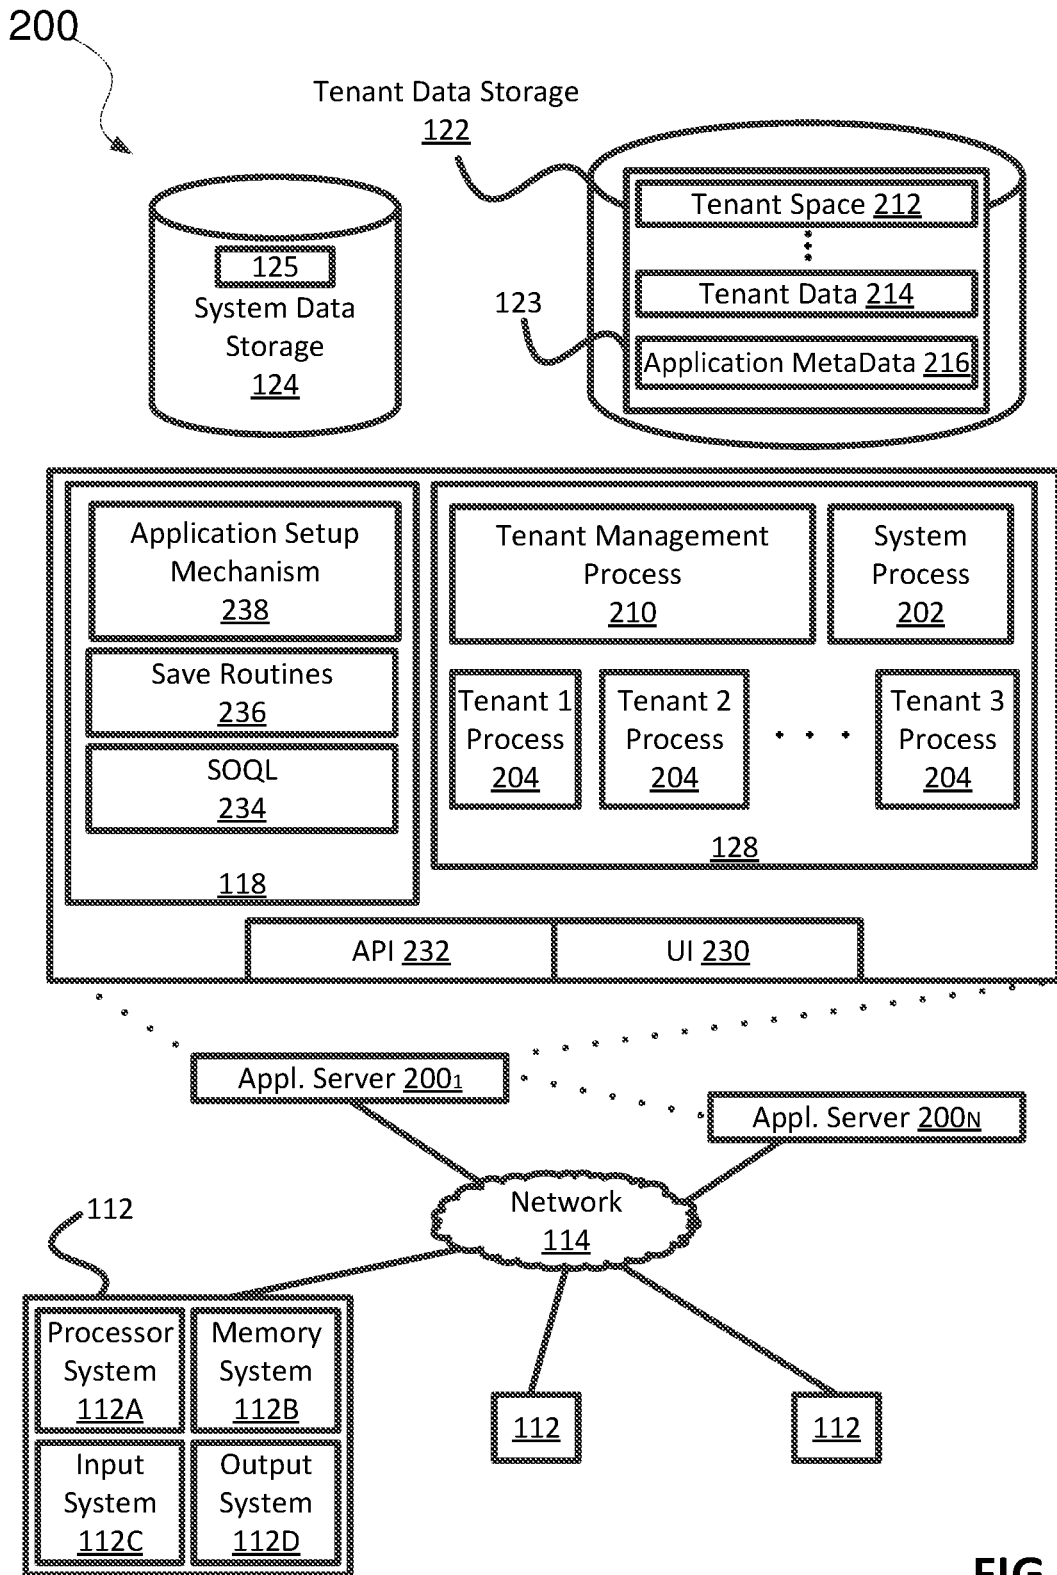 200
Tenant Data Storage
122
Tenant Space 212
125
System Data
Storage
124
123
Tenant Data 214
Application MetaData 216
Application Setup
Mechanism
238
Save Routines
236
SOQL
234
118
Tenant Management
Process
210
System
Process
202
Tenant 1
Process
204
Tenant 2
Process
204
Tenant 3
Process
204
128
API 232
UI 230
Appl. Server 2001
Appl. Server 200N
Network
114
112
Processor
System
112A
Memory
System
112B
Input
System
112C
Output
System
112D
112
112
FIG